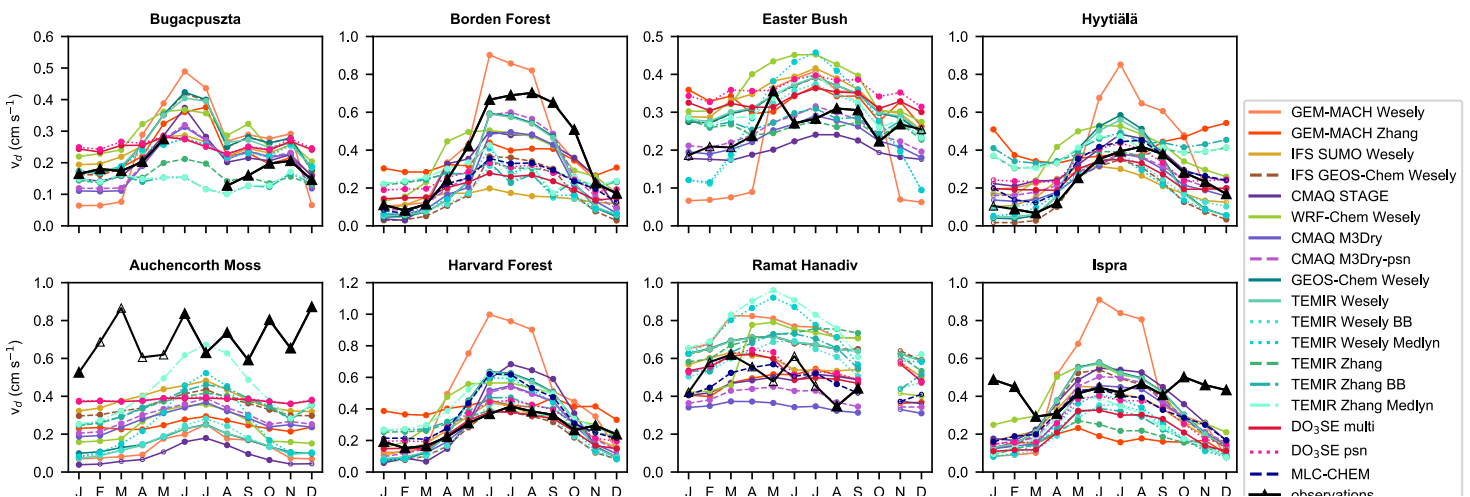 Bugacpuszta
Borden Forest
Easter Bush
Hyytiälä
v_d (cm s⁻¹)
0.6
0.5
0.4
0.3
0.2
0.1
0.0
1.0
0.8
0.6
0.4
0.2
0.0
0.5
0.4
0.3
0.2
0.1
0.0
1.0
0.8
0.6
0.4
0.2
0.0
Auchencorth Moss
Harvard Forest
Ramat Hanadiv
Ispra
v_d (cm s⁻¹)
1.0
0.8
0.6
0.4
0.2
0.0
1.2
1.0
0.8
0.6
0.4
0.2
0.0
1.0
0.8
0.6
0.4
0.2
0.0
1.0
0.8
0.6
0.4
0.2
0.0
J F M A M J J A S O N D
J F M A M J J A S O N D
J F M A M J J A S O N D
J F M A M J J A S O N D
GEM-MACH Wesely
GEM-MACH Zhang
IFS SUMO Wesely
IFS GEOS-Chem Wesely
CMAQ STAGE
WRF-Chem Wesely
CMAQ M3Dry
CMAQ M3Dry-psn
GEOS-Chem Wesely
TEMIR Wesely
TEMIR Wesely BB
TEMIR Wesely Medlyn
TEMIR Zhang
TEMIR Zhang BB
TEMIR Zhang Medlyn
DO₃SE multi
DO₃SE psn
MLC-CHEM
observations